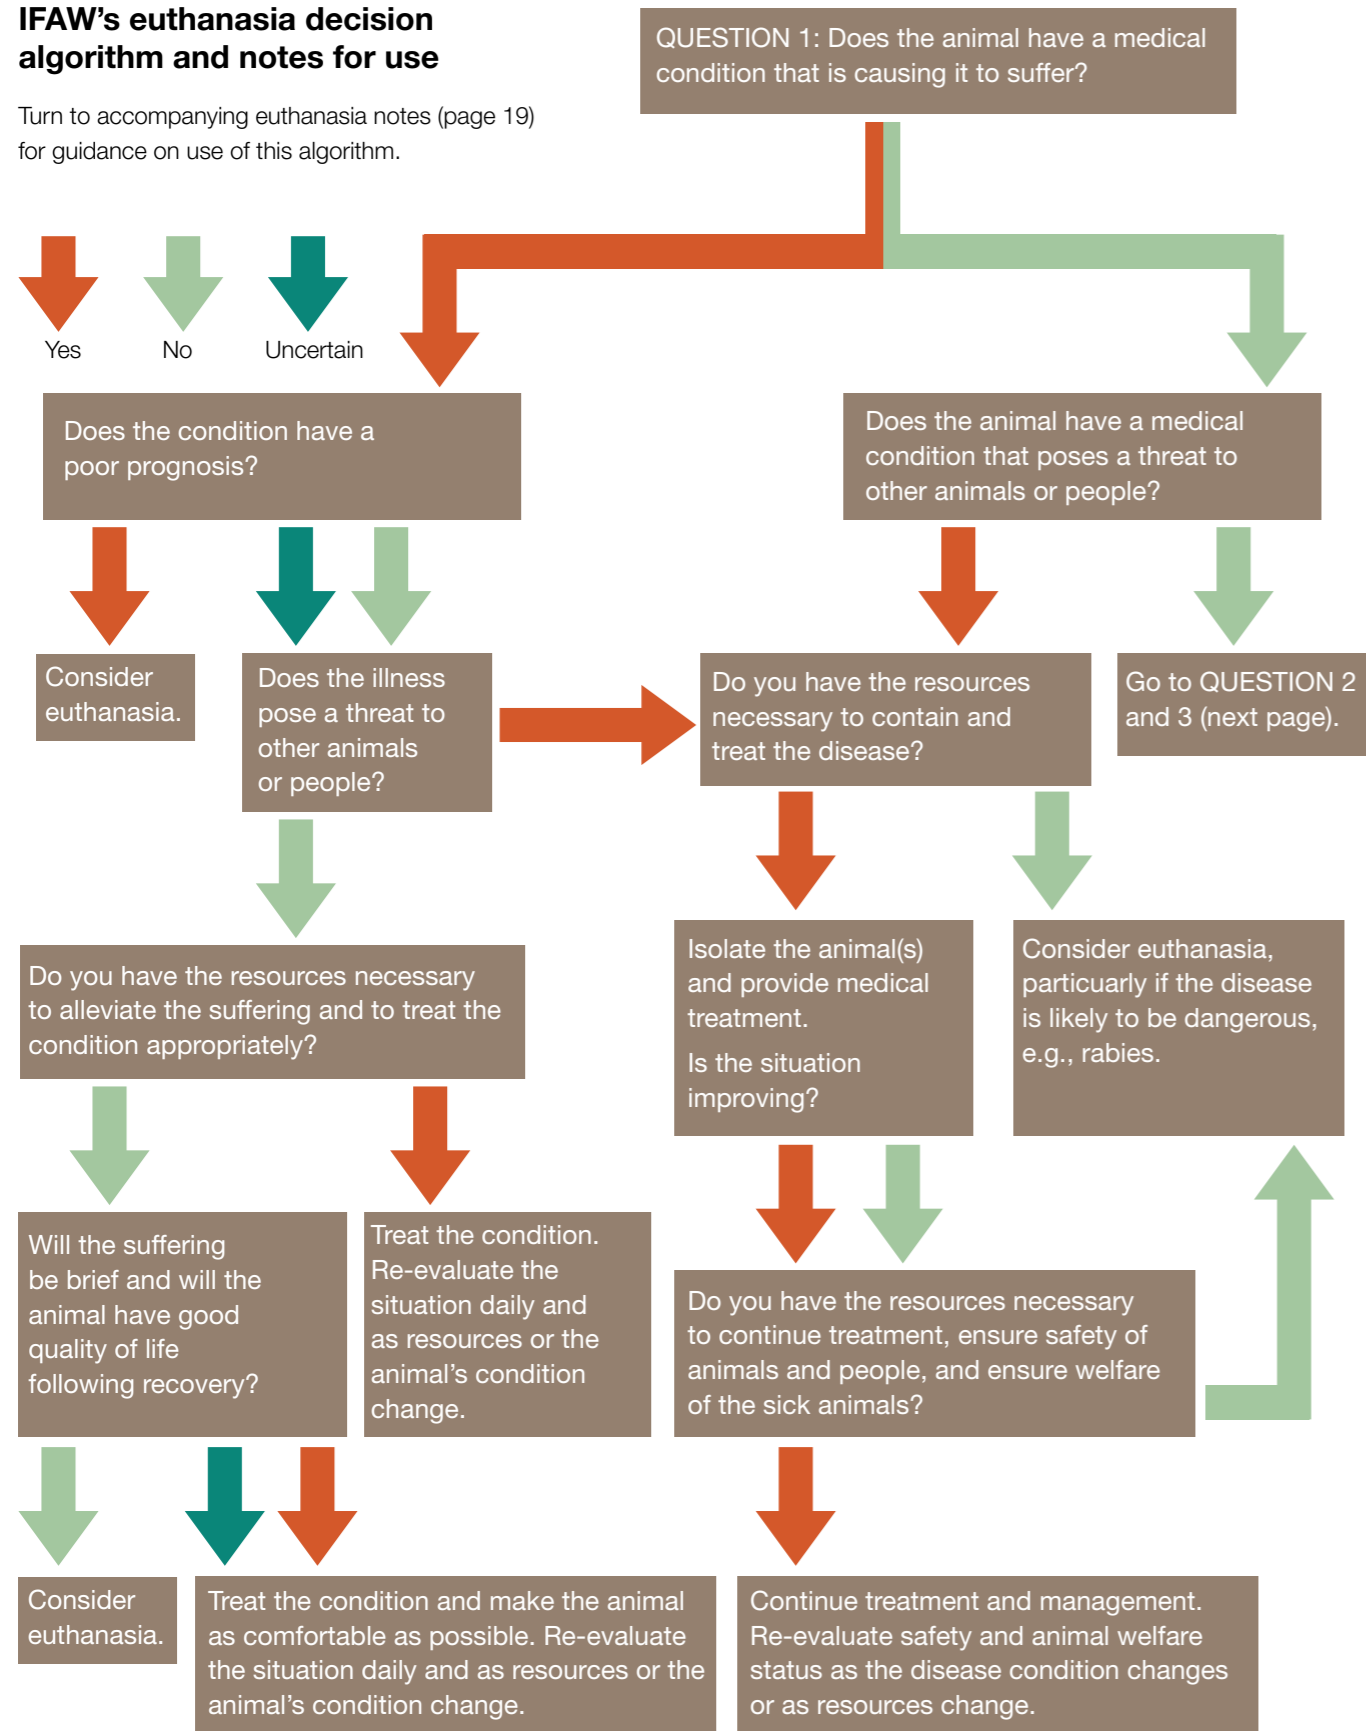 IFAW's euthanasia decision
algorithm and notes for use
Turn to accompanying euthanasia notes (page 19)
for guidance on use of this algorithm.
QUESTION 1: Does the animal have a medical
condition that is causing it to suffer?
Yes
No
Uncertain
Does the condition have a
poor prognosis?
Does the animal have a medical
condition that poses a threat to
other animals or people?
Consider
euthanasia.
Does the illness
pose a threat to
other animals
or people?
Do you have the resources
necessary to contain and
treat the disease?
Go to QUESTION 2
and 3 (next page).
Do you have the resources necessary
to alleviate the suffering and to treat the
condition appropriately?
Isolate the animal(s)
and provide medical
treatment.
Is the situation
improving?
Consider euthanasia,
particuarly if the disease
is likely to be dangerous,
e.g., rabies.
Will the suffering
be brief and will the
animal have good
quality of life
following recovery?
Treat the condition.
Re-evaluate the
situation daily and
as resources or the
animal's condition
change.
Do you have the resources necessary
to continue treatment, ensure safety of
animals and people, and ensure welfare
of the sick animals?
Consider
euthanasia.
Treat the condition and make the animal
as comfortable as possible. Re-evaluate
the situation daily and as resources or the
animal's condition change.
Continue treatment and management.
Re-evaluate safety and animal welfare
status as the disease condition changes
or as resources change.